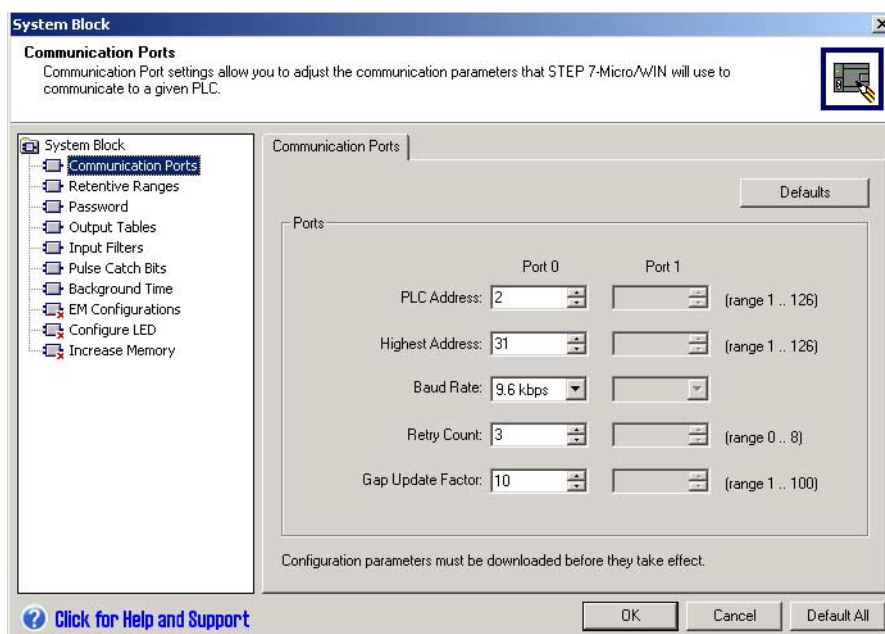 System Block
Communication Ports
Communication Port settings allow you to adjust the communication parameters that STEP 7-Micro/WIN will use to
communicate to a given PLC.
System Block
Communication Ports
Retentive Ranges
Password
Output Tables
Input Filters
Pulse Catch Bits
Background Time
EM Configurations
Configure LED
Increase Memory
Communication Ports
Defaults
Ports
Port 0 Port 1
PLC Address: 2 (range 1 .. 126)
Highest Address: 31 (range 1 .. 126)
Baud Rate: 9.6 kbps
Retry Count: 3 (range 0 .. 8)
Gap Update Factor: 10 (range 1 .. 100)
Configuration parameters must be downloaded before they take effect.
Click for Help and Support
OK Cancel Default All